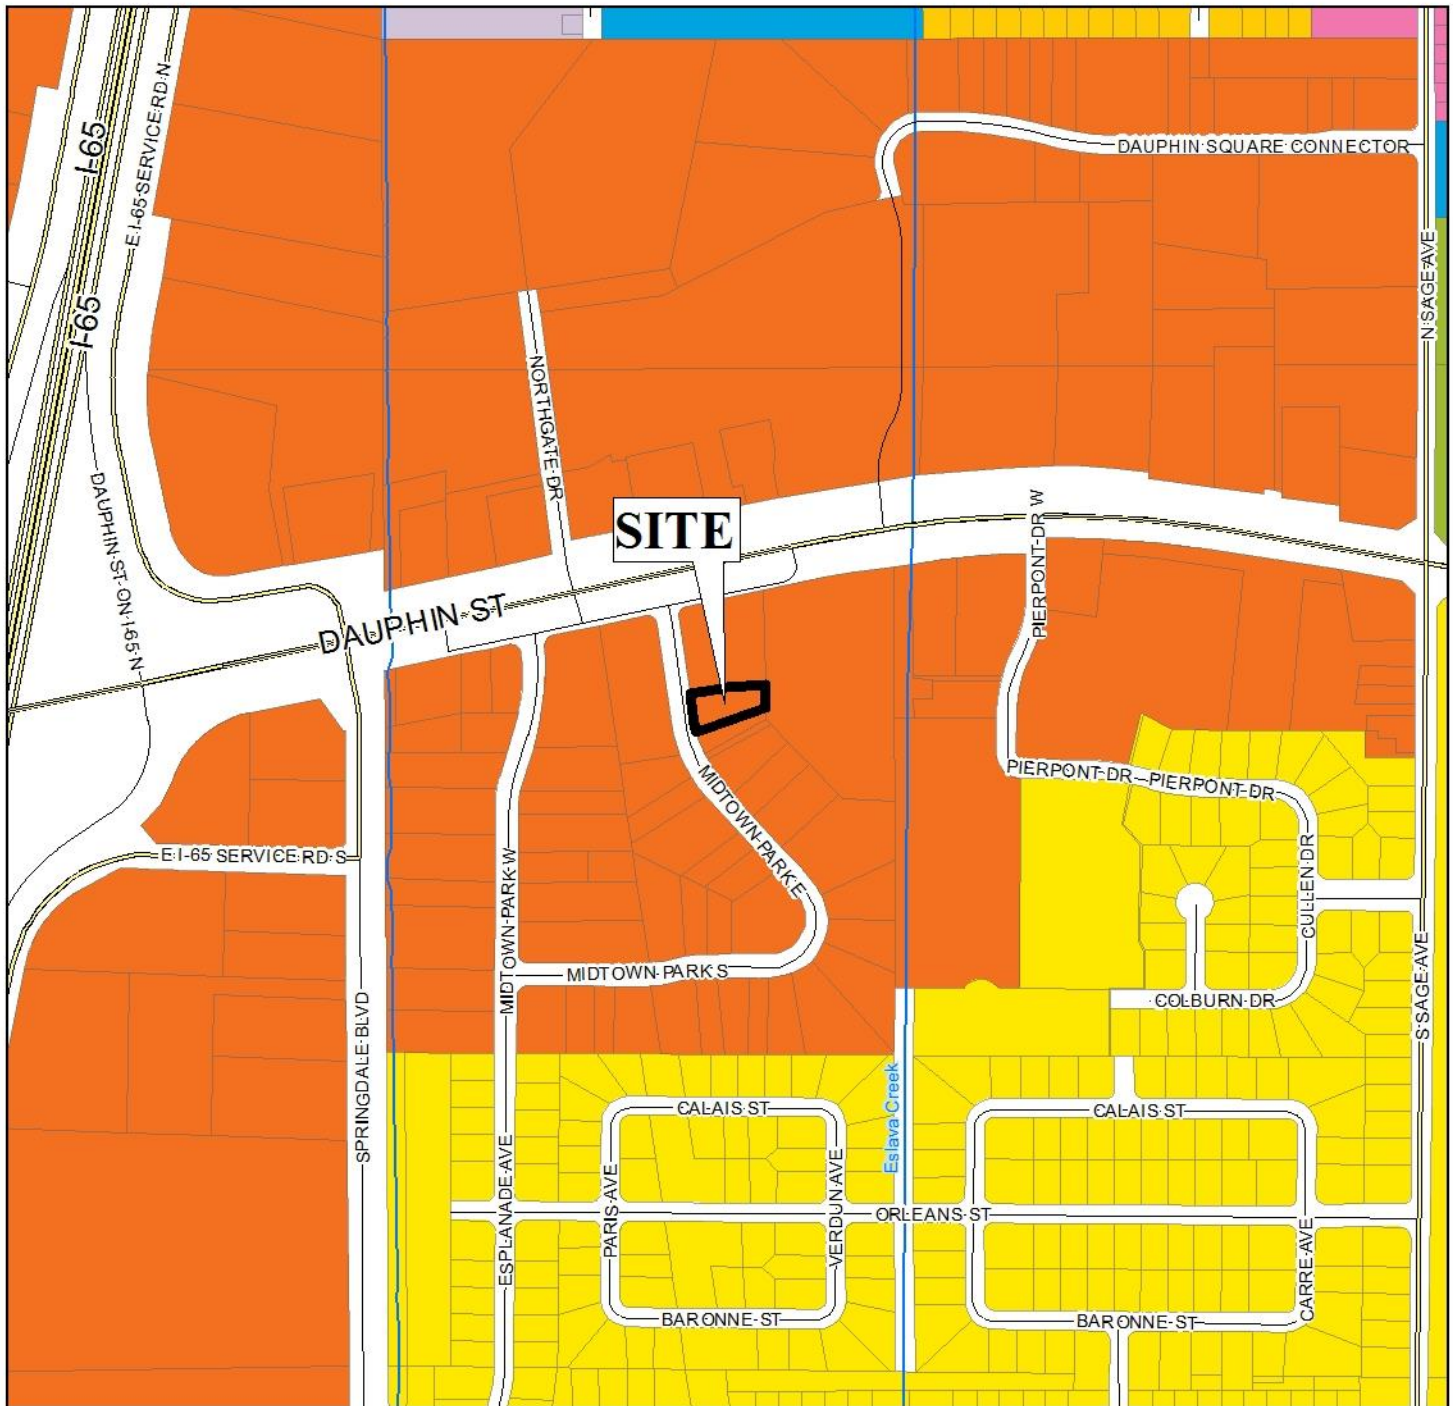 I-65
E I-65 SERVICE RD N
DAUPHIN SQUARE CONNECTOR
N SAGE AVE
I-65
NORTHGATE DR
DAUPHIN ST ON I-65 N
SITE
PIERPONT DR W
DAUPHIN ST
MIDTOWN PARK E
PIERPONT DR
PIERPONT DR
E I-65 SERVICE RD S
MIDTOWN PARK W
CULLEN DR
MIDTOWN PARK S
COLBURN DR
S SAGE AVE
SPRINGDALE BLVD
Eslava Creek
CALAIS ST
CALAIS ST
ESPLANADE AVE
PARIS AVE
VERDUN AVE
ORLEANS ST
CARRE AVE
BARONNE ST
BARONNE ST